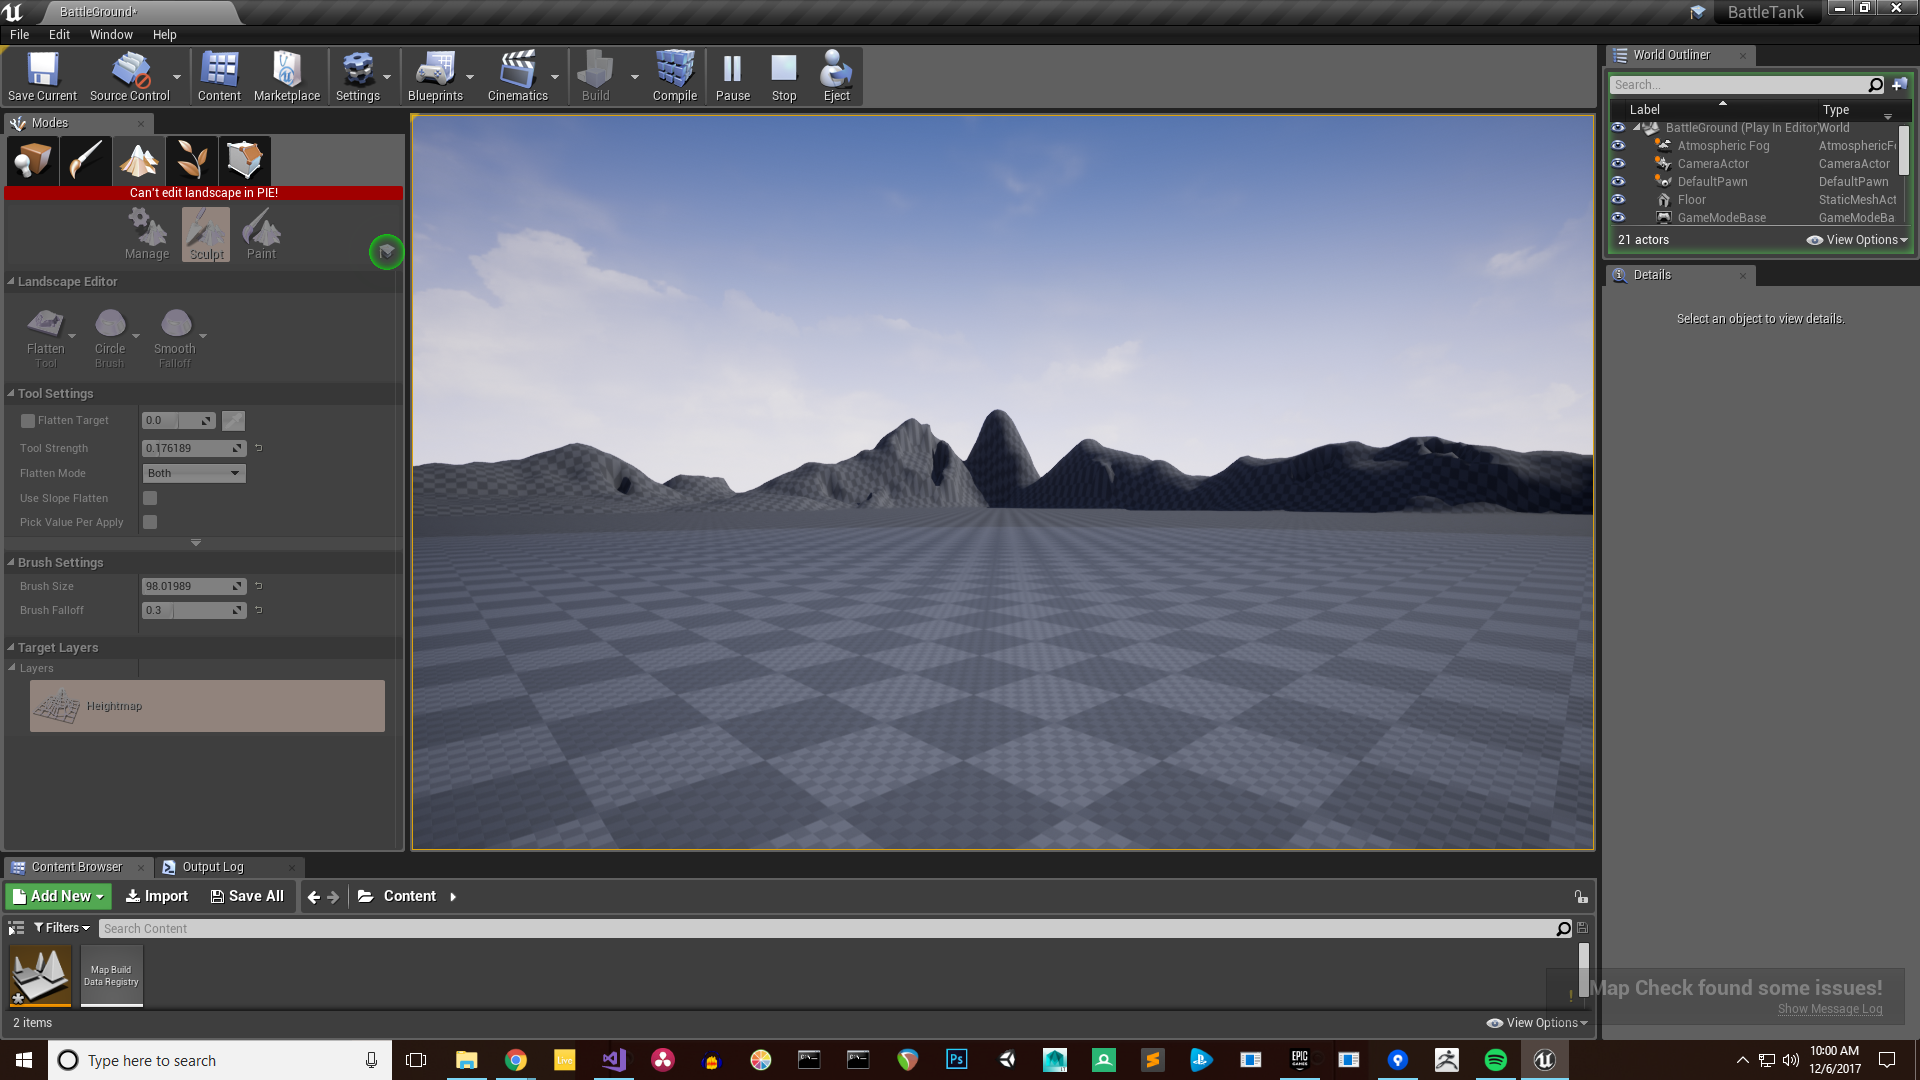 BattleGround•
BattleTank
File Edit Window Help
Save Current
Source Control
Content
Marketplace
Settings
Blueprints
Cinematics
Build
Compile
Pause
Stop
Eject
Modes
Can't edit landscape in PIE!
Manage
Sculpt
Paint
Landscape Editor
Flatten
Tool
Circle
Brush
Smooth
Falloff
Tool Settings
Flatten Target 0.0
Tool Strength 0.176189
Flatten Mode Both
Use Slope Flatten
Pick Value Per Apply
Brush Settings
Brush Size 98.01989
Brush Falloff 0.3
Target Layers
Layers
Heightmap
World Outliner
Search...
Label Type
BattleGround (Play In Editor) World
Atmospheric Fog AtmosphericFo
CameraActor CameraActor
DefaultPawn DefaultPawn
Floor StaticMeshAct
GameModeBase GameModeBa
21 actors
View Options
Details
Select an object to view details.
Content Browser
Output Log
Add New
Import
Save All
Content
Filters
Search Content
Map Build
Data Registry
2 items
View Options
Map Check found some issues!
Show Message Log
Type here to search
Live
Ps
EPIC
GAMES
10:00 AM
12/6/2017